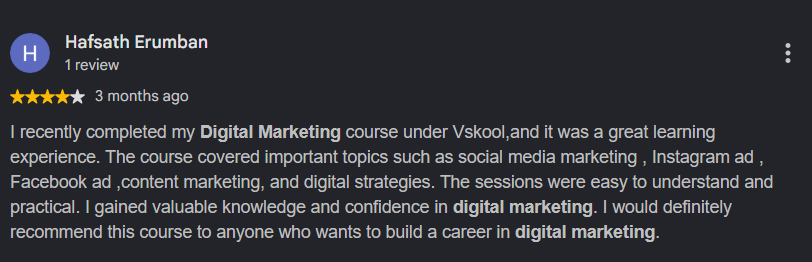 H
Hafsath Erumban
1 review
3 months ago
I recently completed my Digital Marketing course under Vskool,and it was a great learning
experience. The course covered important topics such as social media marketing , Instagram ad ,
Facebook ad ,content marketing, and digital strategies. The sessions were easy to understand and
practical. I gained valuable knowledge and confidence in digital marketing. I would definitely
recommend this course to anyone who wants to build a career in digital marketing.